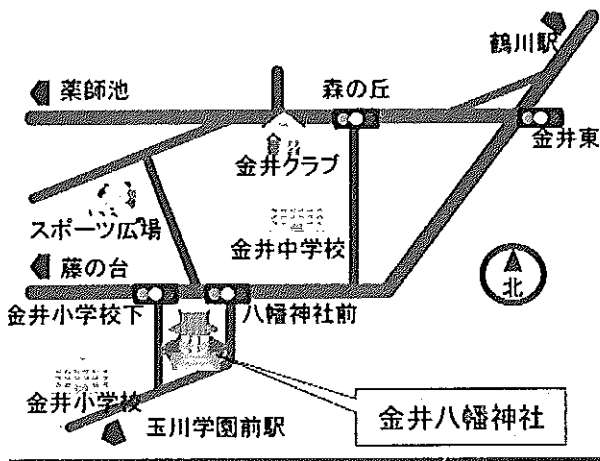 鶴川駅
薬師池
森の丘
金井東
金井クラブ
スポーツ広場
金井中学校
藤の台
北
金井小学校下
八幡神社前
金井小学校
金井八幡神社
玉川学園前駅